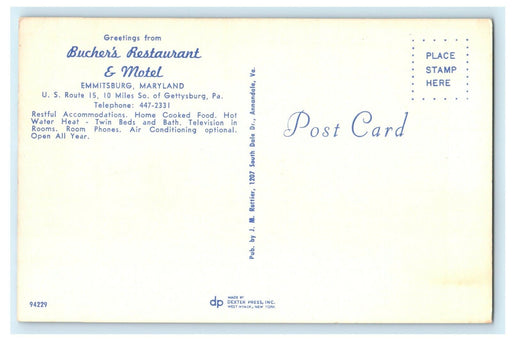 Greetings from
Bucher's Restaurant
& Motel
EMMITSBURG, MARYLAND
U. S. Route 15, 10 Miles So. of Gettysburg, Pa.
Telephone: 447-2331
Restful Accommodations. Home Cooked Food. Hot
Water Heat - Twin Beds and Bath. Television in
Rooms. Room Phones. Air Conditioning optional.
Open All Year.
Pub. by J. M. Rottier, 1207 South Dale Dr., Annandale, Va.
PLACE
STAMP
HERE
Post Card
94229
dp
MADE BY
DEXTER PRESS, INC.
WEST NYACK, NEW YORK